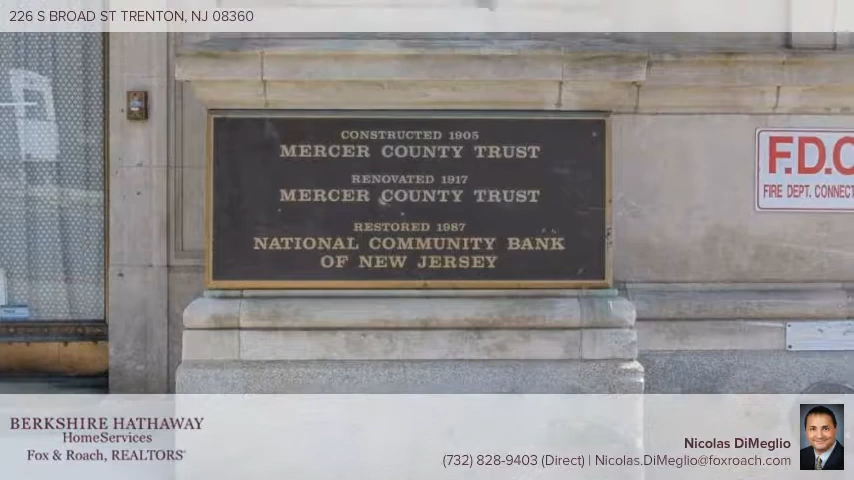 226 S BROAD ST TRENTON, NJ 08360
CONSTRUCTED 1905
MERCER COUNTY TRUST
RENOVATED 1917
MERCER COUNTY TRUST
RESTORED 1987
NATIONAL COMMUNITY BANK
OF NEW JERSEY
F.D.C
FIRE DEPT. CONNECT
BERKSHIRE HATHAWAY
HomeServices
Fox & Roach, REALTORS®
Nicolas DiMeglio
(732) 828-9403 (Direct) | Nicolas.DiMeglio@foxroach.com